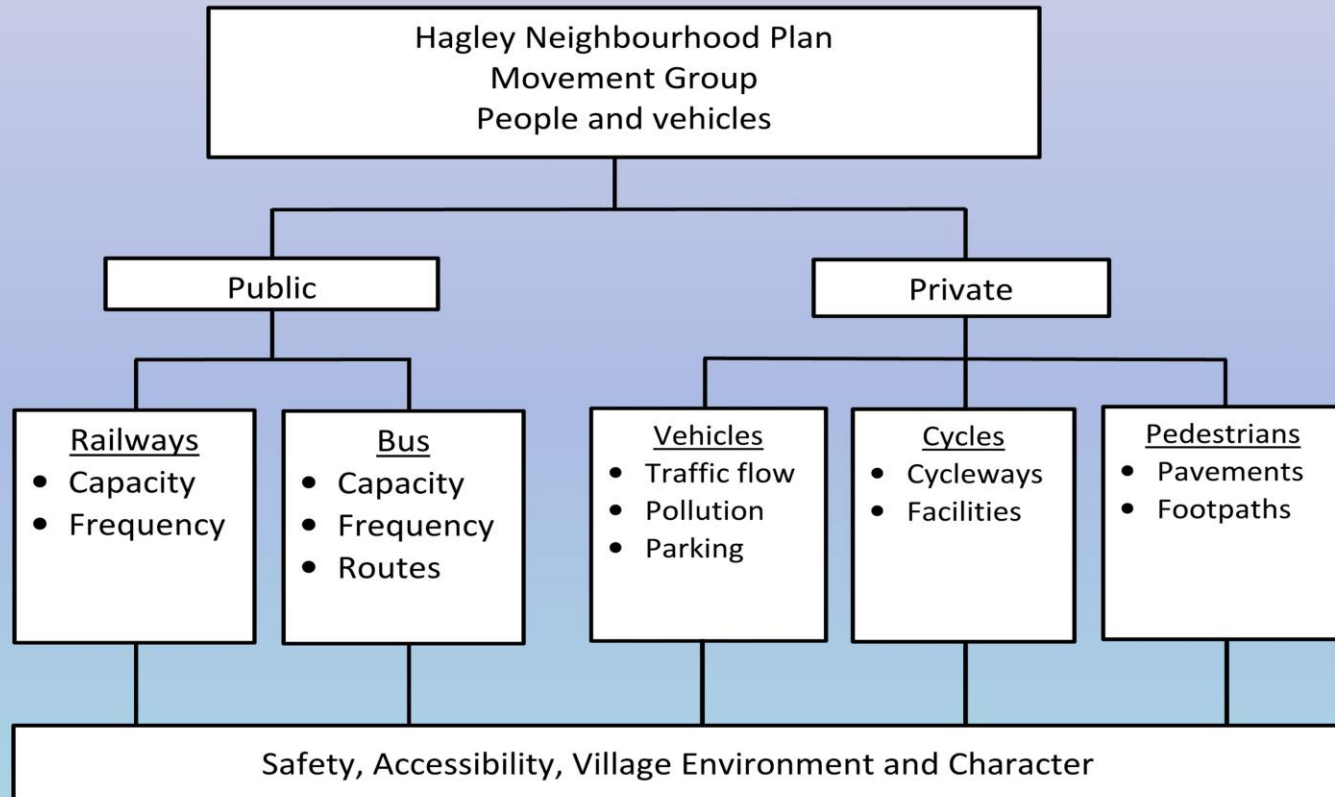 Hagley Neighbourhood Plan
Movement Group
People and vehicles
Public
Private
Railways
• Capacity
• Frequency
Bus
• Capacity
• Frequency
• Routes
Vehicles
• Traffic flow
• Pollution
• Parking
Cycles
• Cycleways
• Facilities
Pedestrians
• Pavements
• Footpaths
Safety, Accessibility, Village Environment and Character